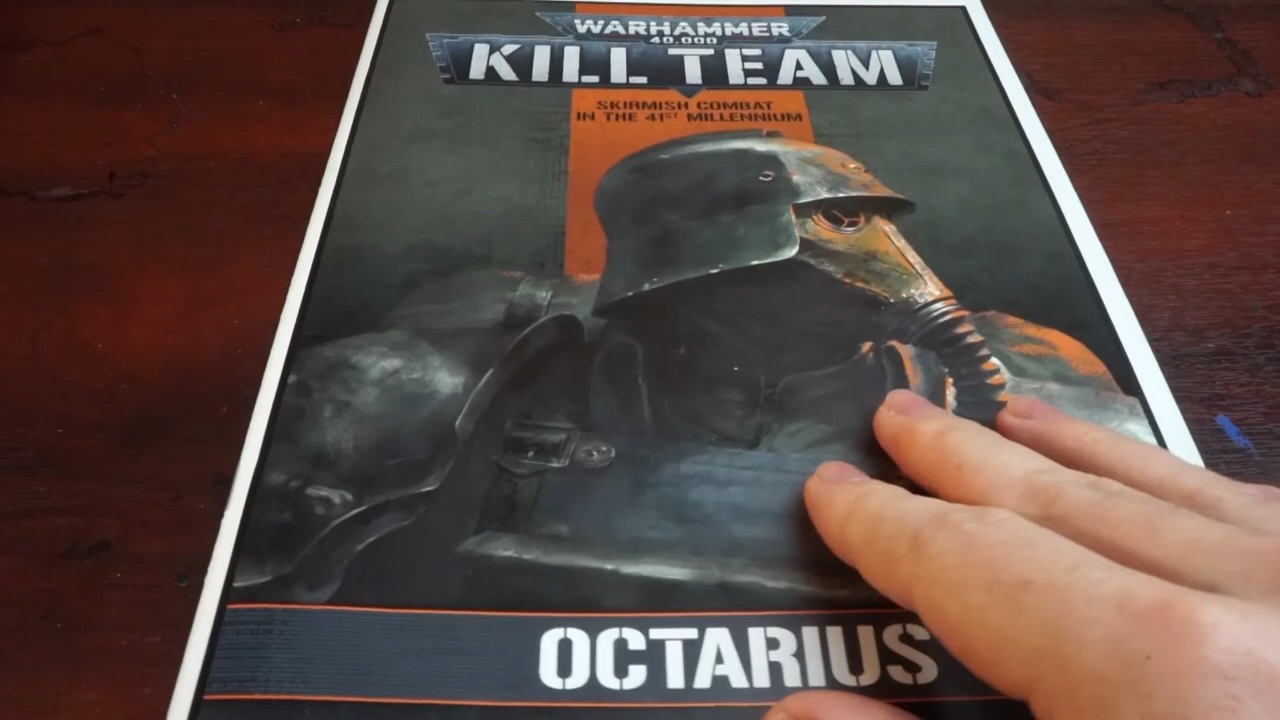 WARHAMMER
40,000
KILL TEAM
SKIRMISH COMBAT
IN THE 41ST MILLENNIUM
OCTARIUS